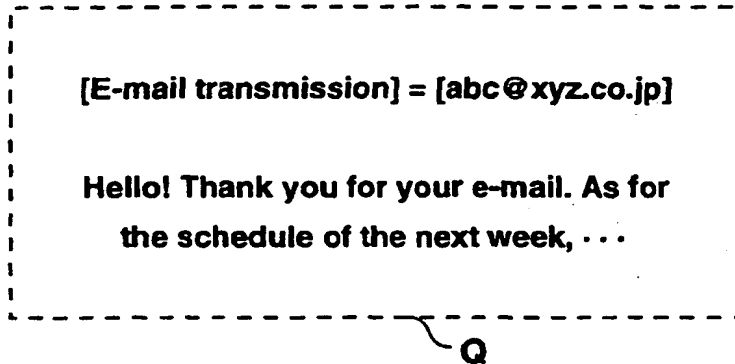 [E-mail transmission] = [abc@xyz.co.jp]
Hello! Thank you for your e-mail. As for
the schedule of the next week, · · ·
Q